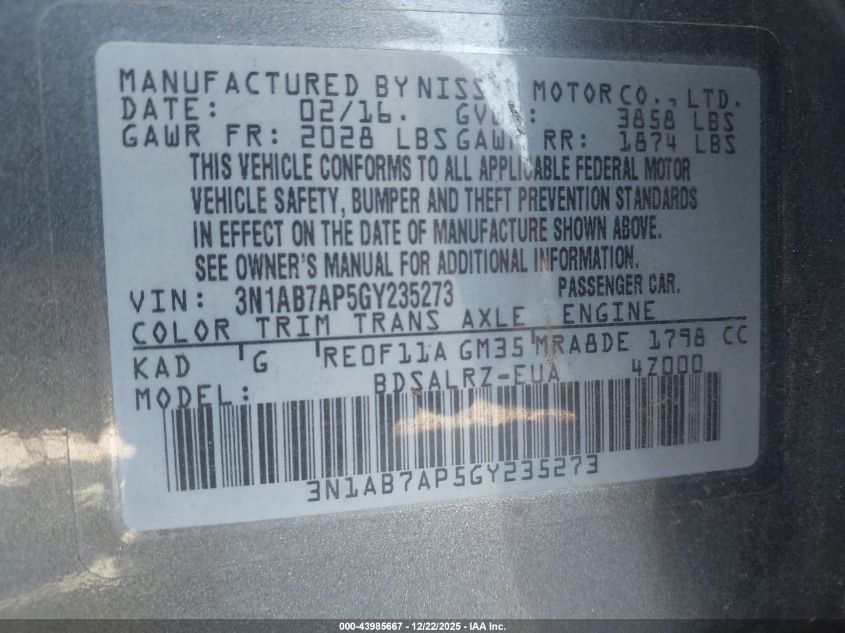 MANUFACTURED BY NISS MOTOR CO., LTD.
DATE: 02/16. GV : 3858 LBS
GAWR FR: 2028 LBS GAW RR: 1874 LBS
THIS VEHICLE CONFORMS TO ALL APPLICABLE FEDERAL MOTOR
VEHICLE SAFETY, BUMPER AND THEFT PREVENTION STANDARDS
IN EFFECT ON THE DATE OF MANUFACTURE SHOWN ABOVE.
SEE OWNER'S MANUAL FOR ADDITIONAL INFORMATION.
VIN: 3N1AB7AP5GY235273 PASSENGER CAR.
COLOR TRIM TRANS AXLE ENGINE
KAD G RE0F11A GM35 MRA8DE 1798 CC
MODEL: BDSALRZ-EUA 4Z000
3N1AB7AP5GY235273
000-43985667 - 12/22/2025 - IAA Inc.